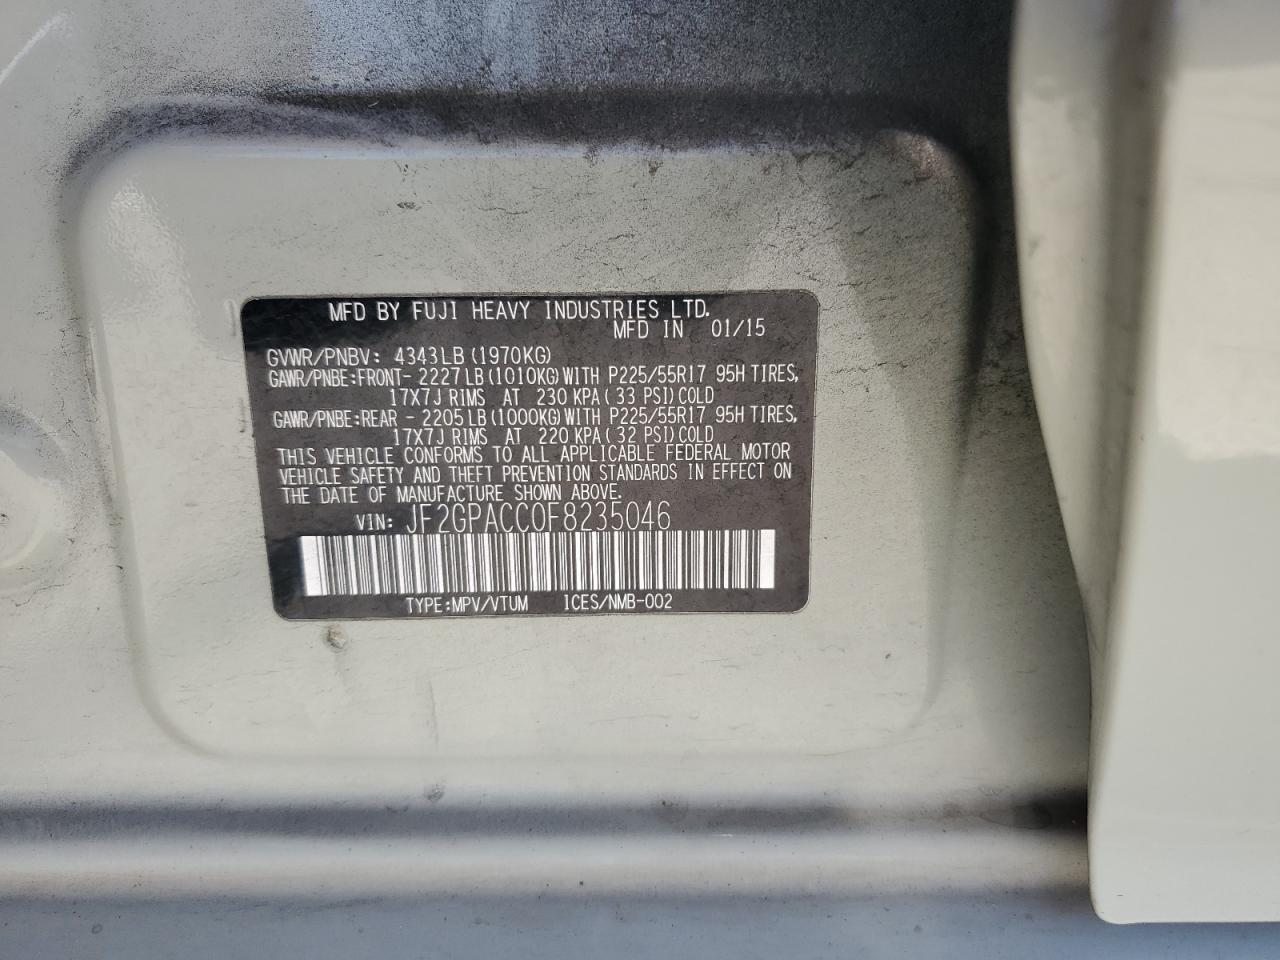 MFD BY FUJI HEAVY INDUSTRIES LTD.
MFD IN 01/15
GVWR/PNBV: 4343LB (1970KG)
GAWR/PNBE:FRONT- 2227LB (1010KG) WITH P225/55R17 95H TIRES,
17X7J RIMS AT 230 KPA ( 33 PSI) COLD
GAWR/PNBE:REAR - 2205LB (1000KG) WITH P225/55R17 95H TIRES,
17X7J RIMS AT 220 KPA ( 32 PSI) COLD
THIS VEHICLE CONFORMS TO ALL APPLICABLE FEDERAL MOTOR
VEHICLE SAFETY AND THEFT PREVENTION STANDARDS IN EFFECT ON
THE DATE OF MANUFACTURE SHOWN ABOVE.
VIN: JF2GPACC0F8235046
TYPE:MPV/VTUM ICES/NMB-002